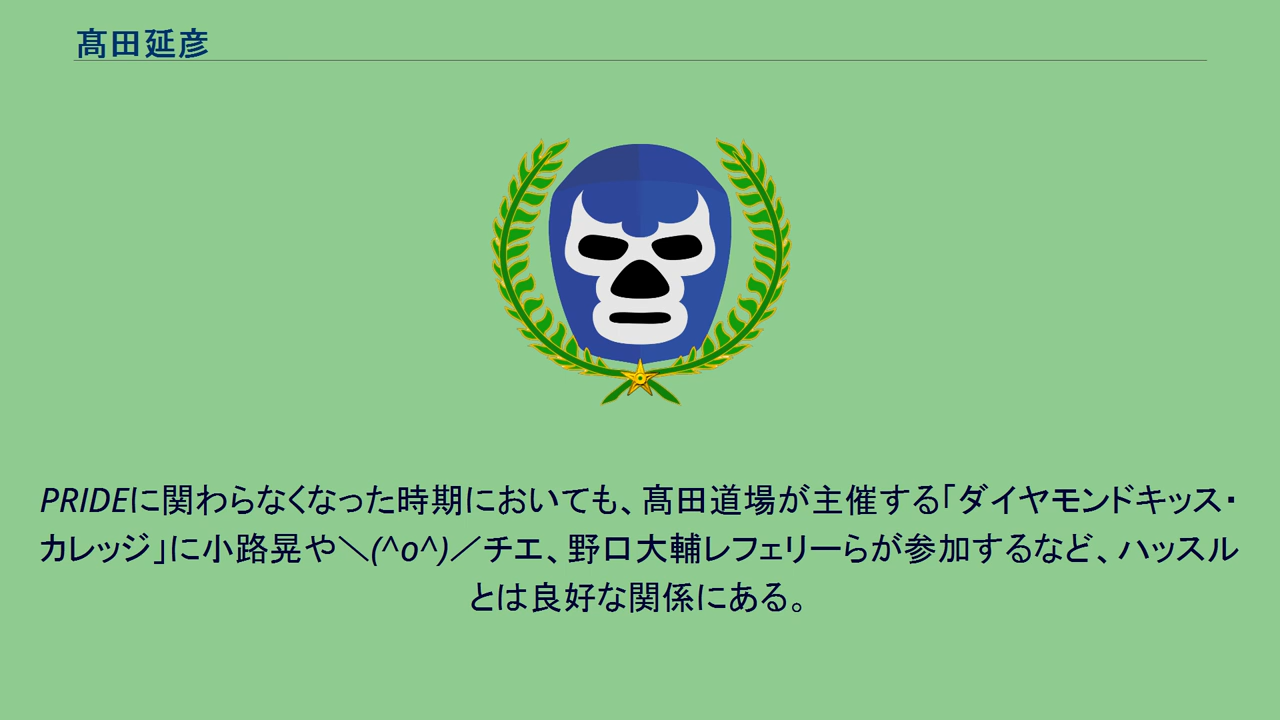 髙田延彦
PRIDEに関わらなくなった時期においても、髙田道場が主催する「ダイヤモンドキッス・
カレッジ」に小路晃や＼(^o^)／チエ、野口大輔レフェリーらが参加するなど、ハッスル
とは良好な関係にある。